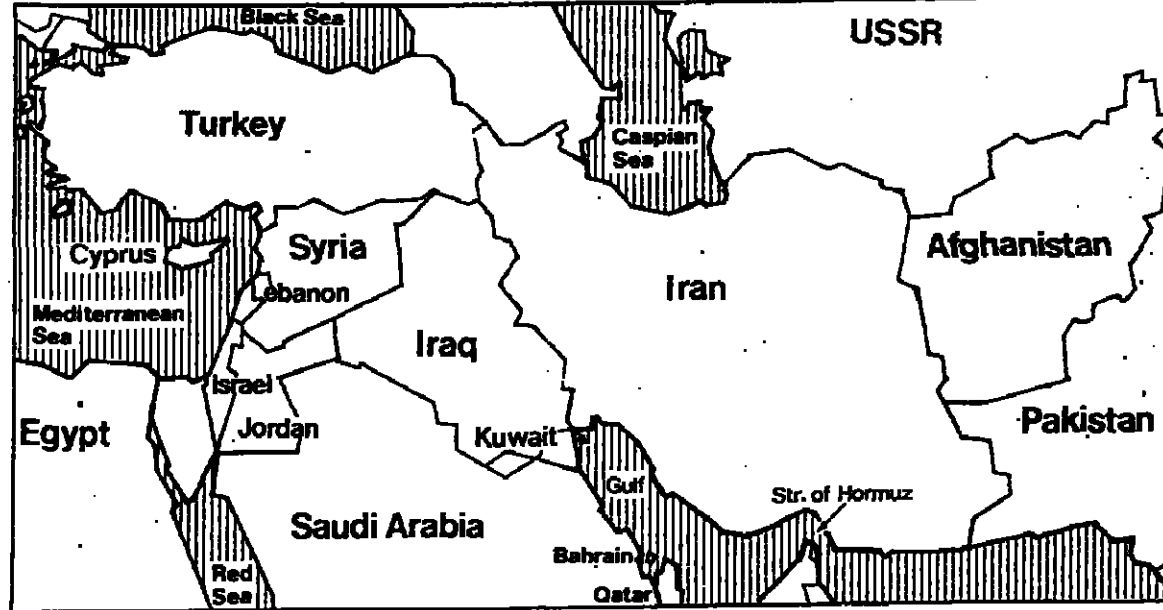 Black Sea
USSR
Turkey
Caspian
Sea
Cyprus
Syria
Afghanistan
Lebanon
Iran
Mediterranean
Sea
Iraq
Israel
Egypt
Jordan
Kuwait
Pakistan
Gulf
Str. of Hormuz
Saudi Arabia
Bahrain
Red
Sea
Qatar